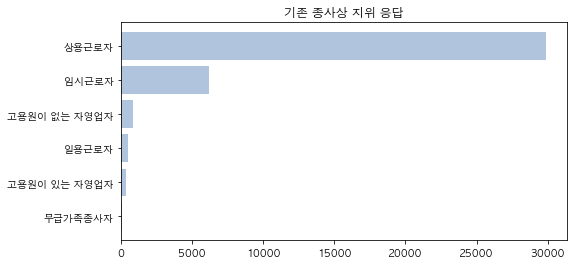 기존 종사상 지위 응답
상용근로자
임시근로자
고용원이 없는 자영업자
일용근로자
고용원이 있는 자영업자
무급가족종사자
0 5000 10000 15000 20000 25000 30000